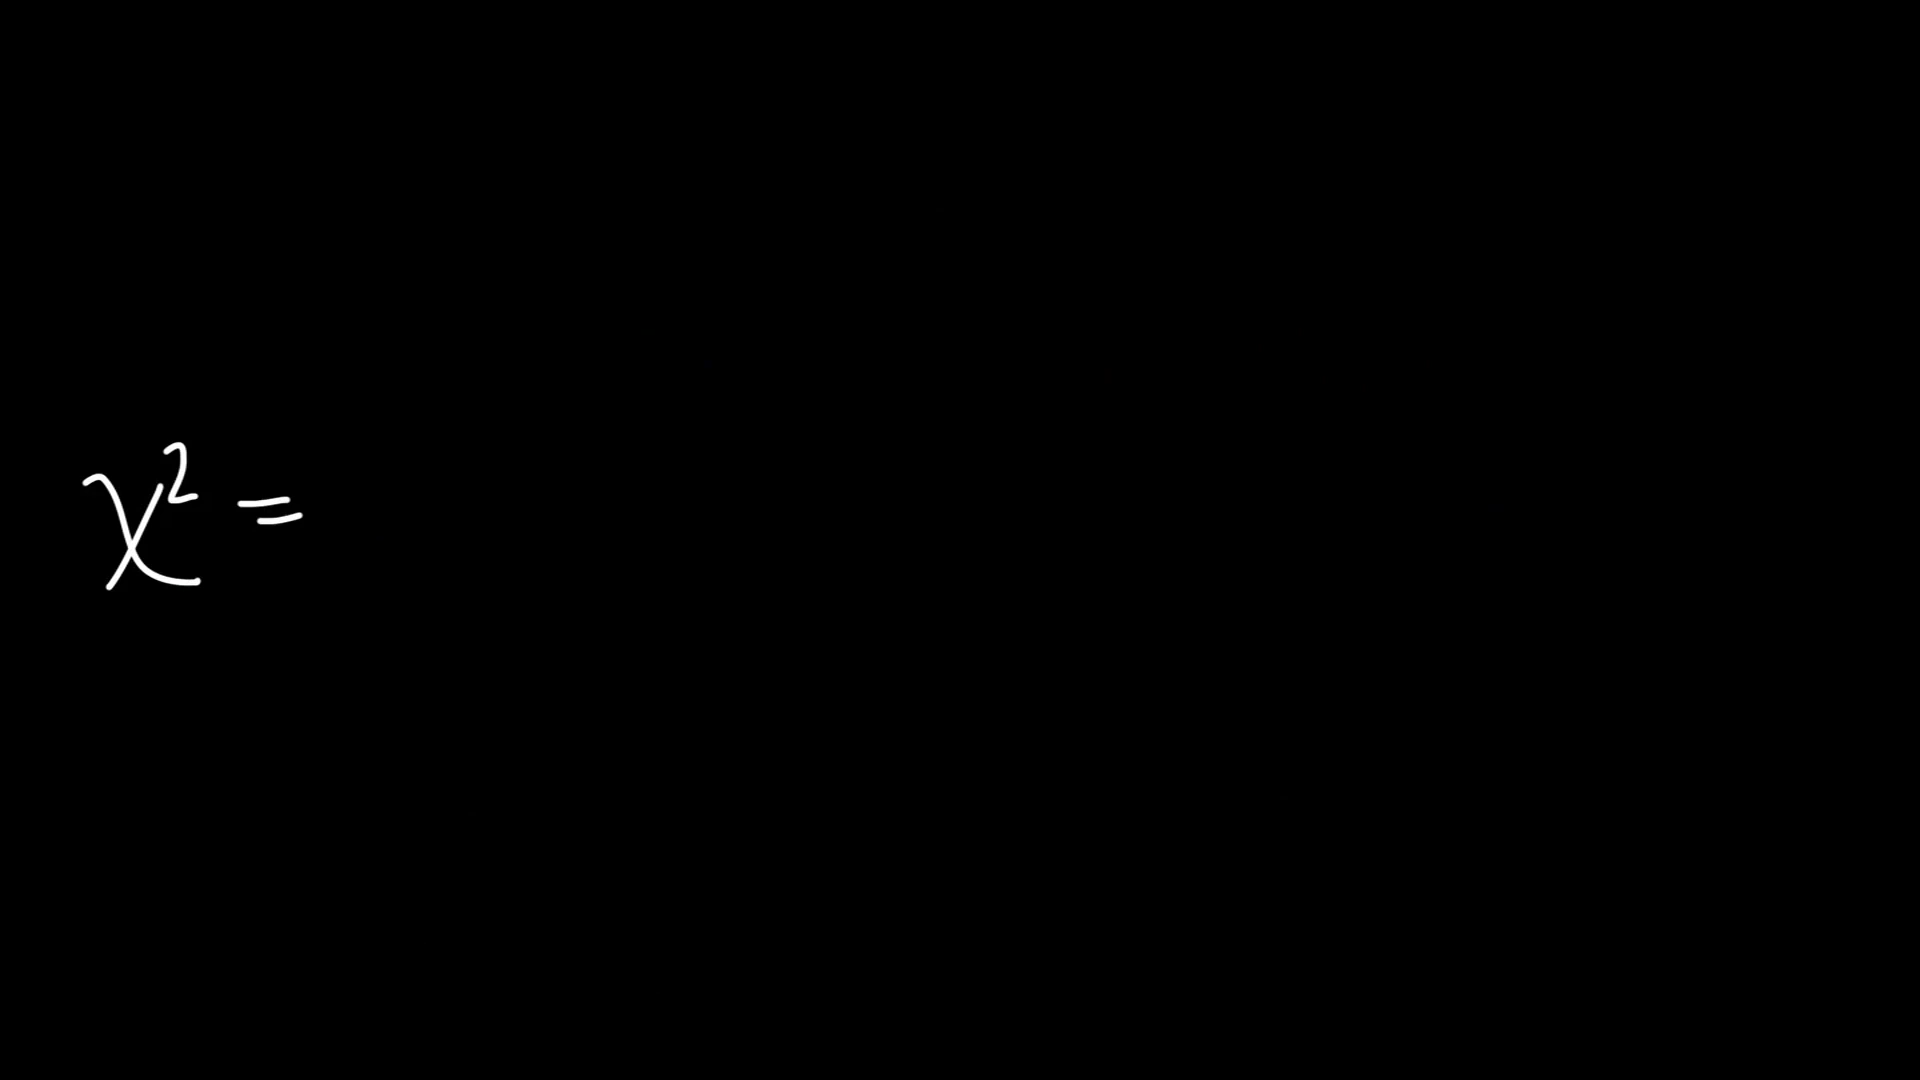 χ² =